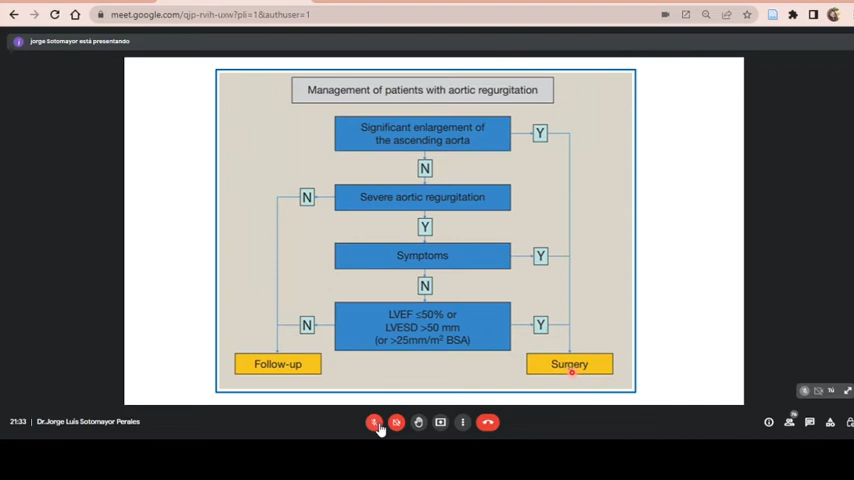 meet.google.com/qjp-rvih-uxw?pli=1&authuser=1
j
jorge Sotomayor está presentando
Management of patients with aortic regurgitation
Significant enlargement of
the ascending aorta
Y
N
N
Severe aortic regurgitation
Y
Symptoms
Y
N
N
LVEF ≤50% or
LVESD >50 mm
(or >25mm/m² BSA)
Y
Follow-up
Surgery
Tú
21:33 | Dr.Jorge Luis Sotomayor Perales